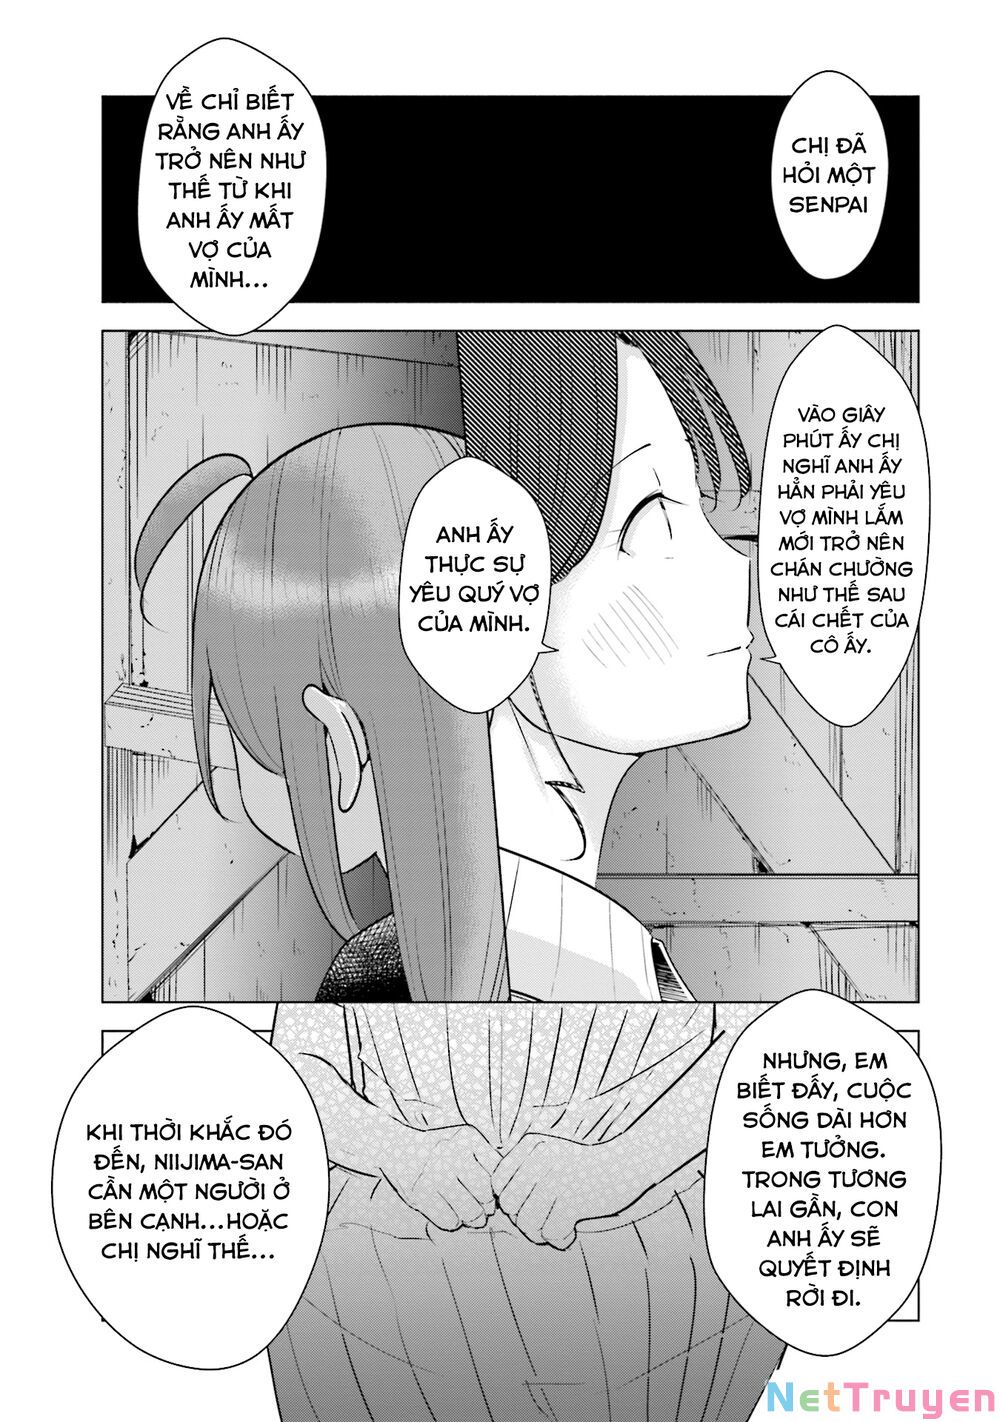 CHỊ ĐÃ
HỎI MỘT
SENPAI
VỀ CHỈ BIẾT
RẰNG ANH ẤY
TRỞ NÊN NHƯ
THẾ TỪ KHI
ANH ẤY MẤT
VỢ CỦA
MÌNH...
VÀO GIÂY
PHÚT ẤY CHỊ
NGHĨ ANH ẤY
HẲN PHẢI YÊU
VỢ MÌNH LẮM
MỚI TRỞ NÊN
CHÁN CHƯỜNG
NHƯ THẾ SAU
CÁI CHẾT CỦA
CÔ ẤY.
ANH ẤY
THỰC SỰ
YÊU QUÝ VỢ
CỦA MÌNH.
NHƯNG, EM
BIẾT ĐẤY, CUỘC
SỐNG DÀI HƠN
EM TƯỞNG.
TRONG TƯƠNG
LAI GẦN, CON
ANH ẤY SẼ
QUYẾT ĐỊNH
RỜI ĐI.
KHI THỜI KHẮC ĐÓ
ĐẾN, NIIJIMA-SAN
CẦN MỘT NGƯỜI Ở
BÊN CẠNH...HOẶC
CHỊ NGHĨ THẾ...
NetTruyen